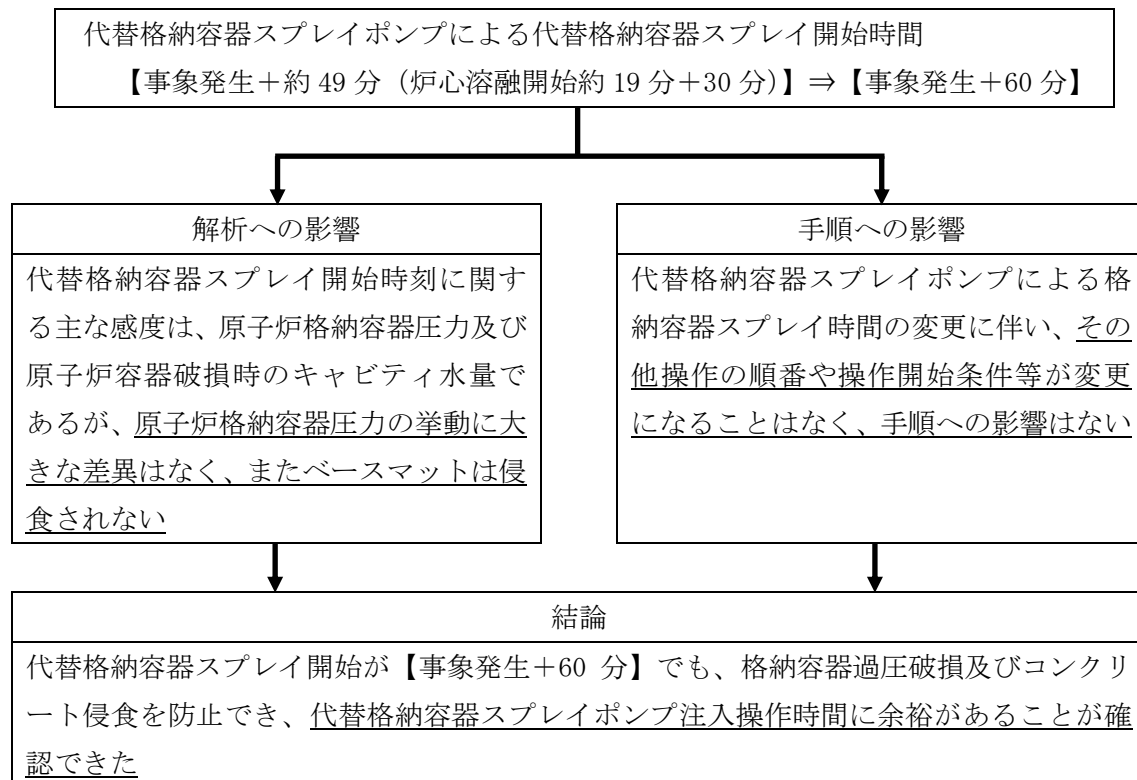 代替格納容器スプレイポンプによる代替格納容器スプレイ開始時間
【事象発生+約 49 分（炉心溶融開始約 19 分+30 分）】⇒【事象発生+60 分】
解析への影響
代替格納容器スプレイ開始時刻に関す
る主な感度は、原子炉格納容器圧力及び
原子炉容器破損時のキャビティ水量で
あるが、原子炉格納容器圧力の挙動に大
きな差異はなく、またベースマットは侵
食されない
手順への影響
代替格納容器スプレイポンプによる格
納容器スプレイ時間の変更に伴い、その
他操作の順番や操作開始条件等が変更
になることはなく、手順への影響はない
結論
代替格納容器スプレイ開始が【事象発生+60 分】でも、格納容器過圧破損及びコンクリ
ート侵食を防止でき、代替格納容器スプレイポンプ注入操作時間に余裕があることが確
認できた